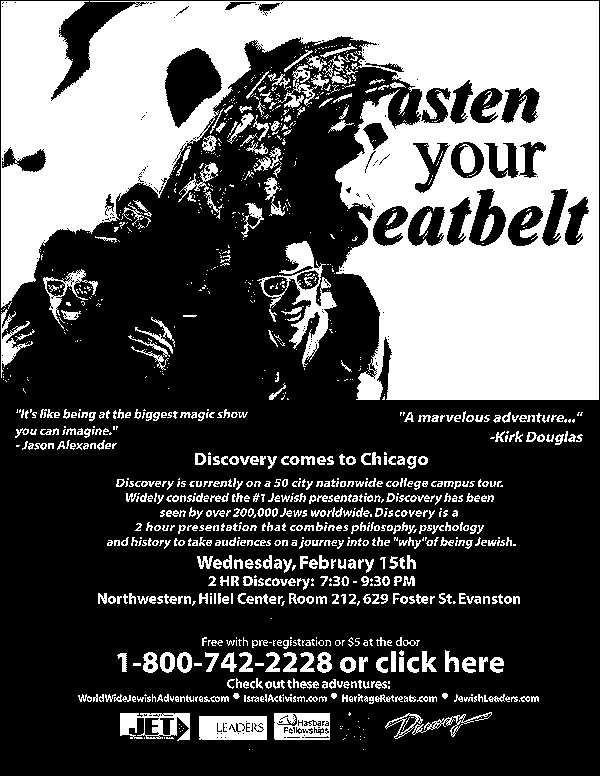 Fasten
your
seatbelt
"It's like being at the biggest magic show
you can imagine."
- Jason Alexander
"A marvelous adventure..."
-Kirk Douglas
Discovery comes to Chicago
Discovery is currently on a 50 city nationwide college campus tour.
Widely considered the #1 Jewish presentation, Discovery has been
seen by over 200,000 Jews worldwide. Discovery is a
2 hour presentation that combines philosophy, psychology
and history to take audiences on a journey into the "why" of being Jewish.
Wednesday, February 15th
2 HR Discovery: 7:30 - 9:30 PM
Northwestern, Hillel Center, Room 212, 629 Foster St. Evanston
Free with pre-registration or $5 at the door
1-800-742-2228 or click here
Check out these adventures:
WorldWideJewishAdventures.com • IsraelActivism.com • HeritageRetreats.com • JewishLeaders.com
JET
LEADERS
Hasbara
Fellowships
Discovery